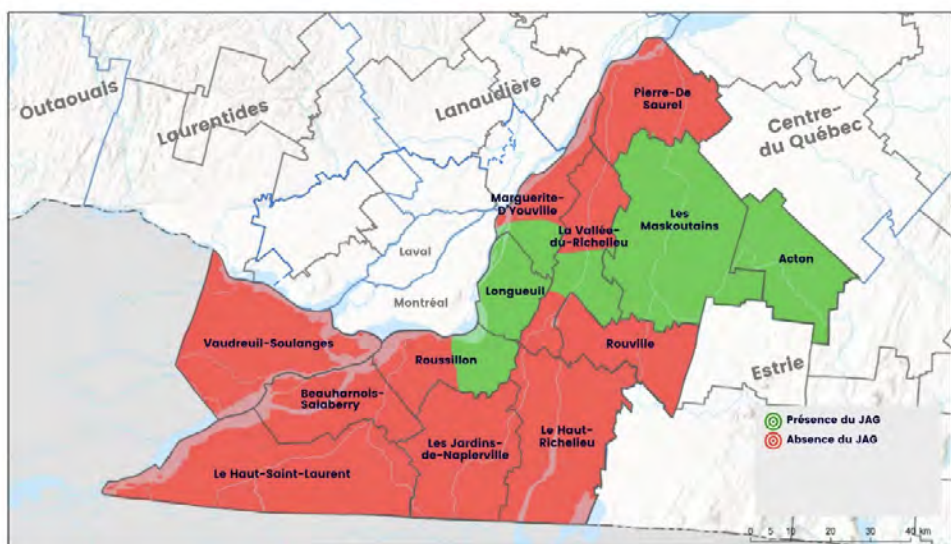 Outaouais
Laurentides
Lanaudière
Centre-
du Québec
Pierre-De
Saurel
Marguerite-
D'Youville
La Vallée-
du-Richelieu
Les
Maskoutains
Acton
Laval
Longueuil
Montréal
Vaudreuil-Soulanges
Roussillon
Rouville
Estrie
Beauharnois-
Salaberry
Les Jardins-
de-Napierville
Le Haut-
Richelieu
Le Haut-Saint-Laurent
Présence du JAG
Absence du JAG
0 5 10 20 30 40 km